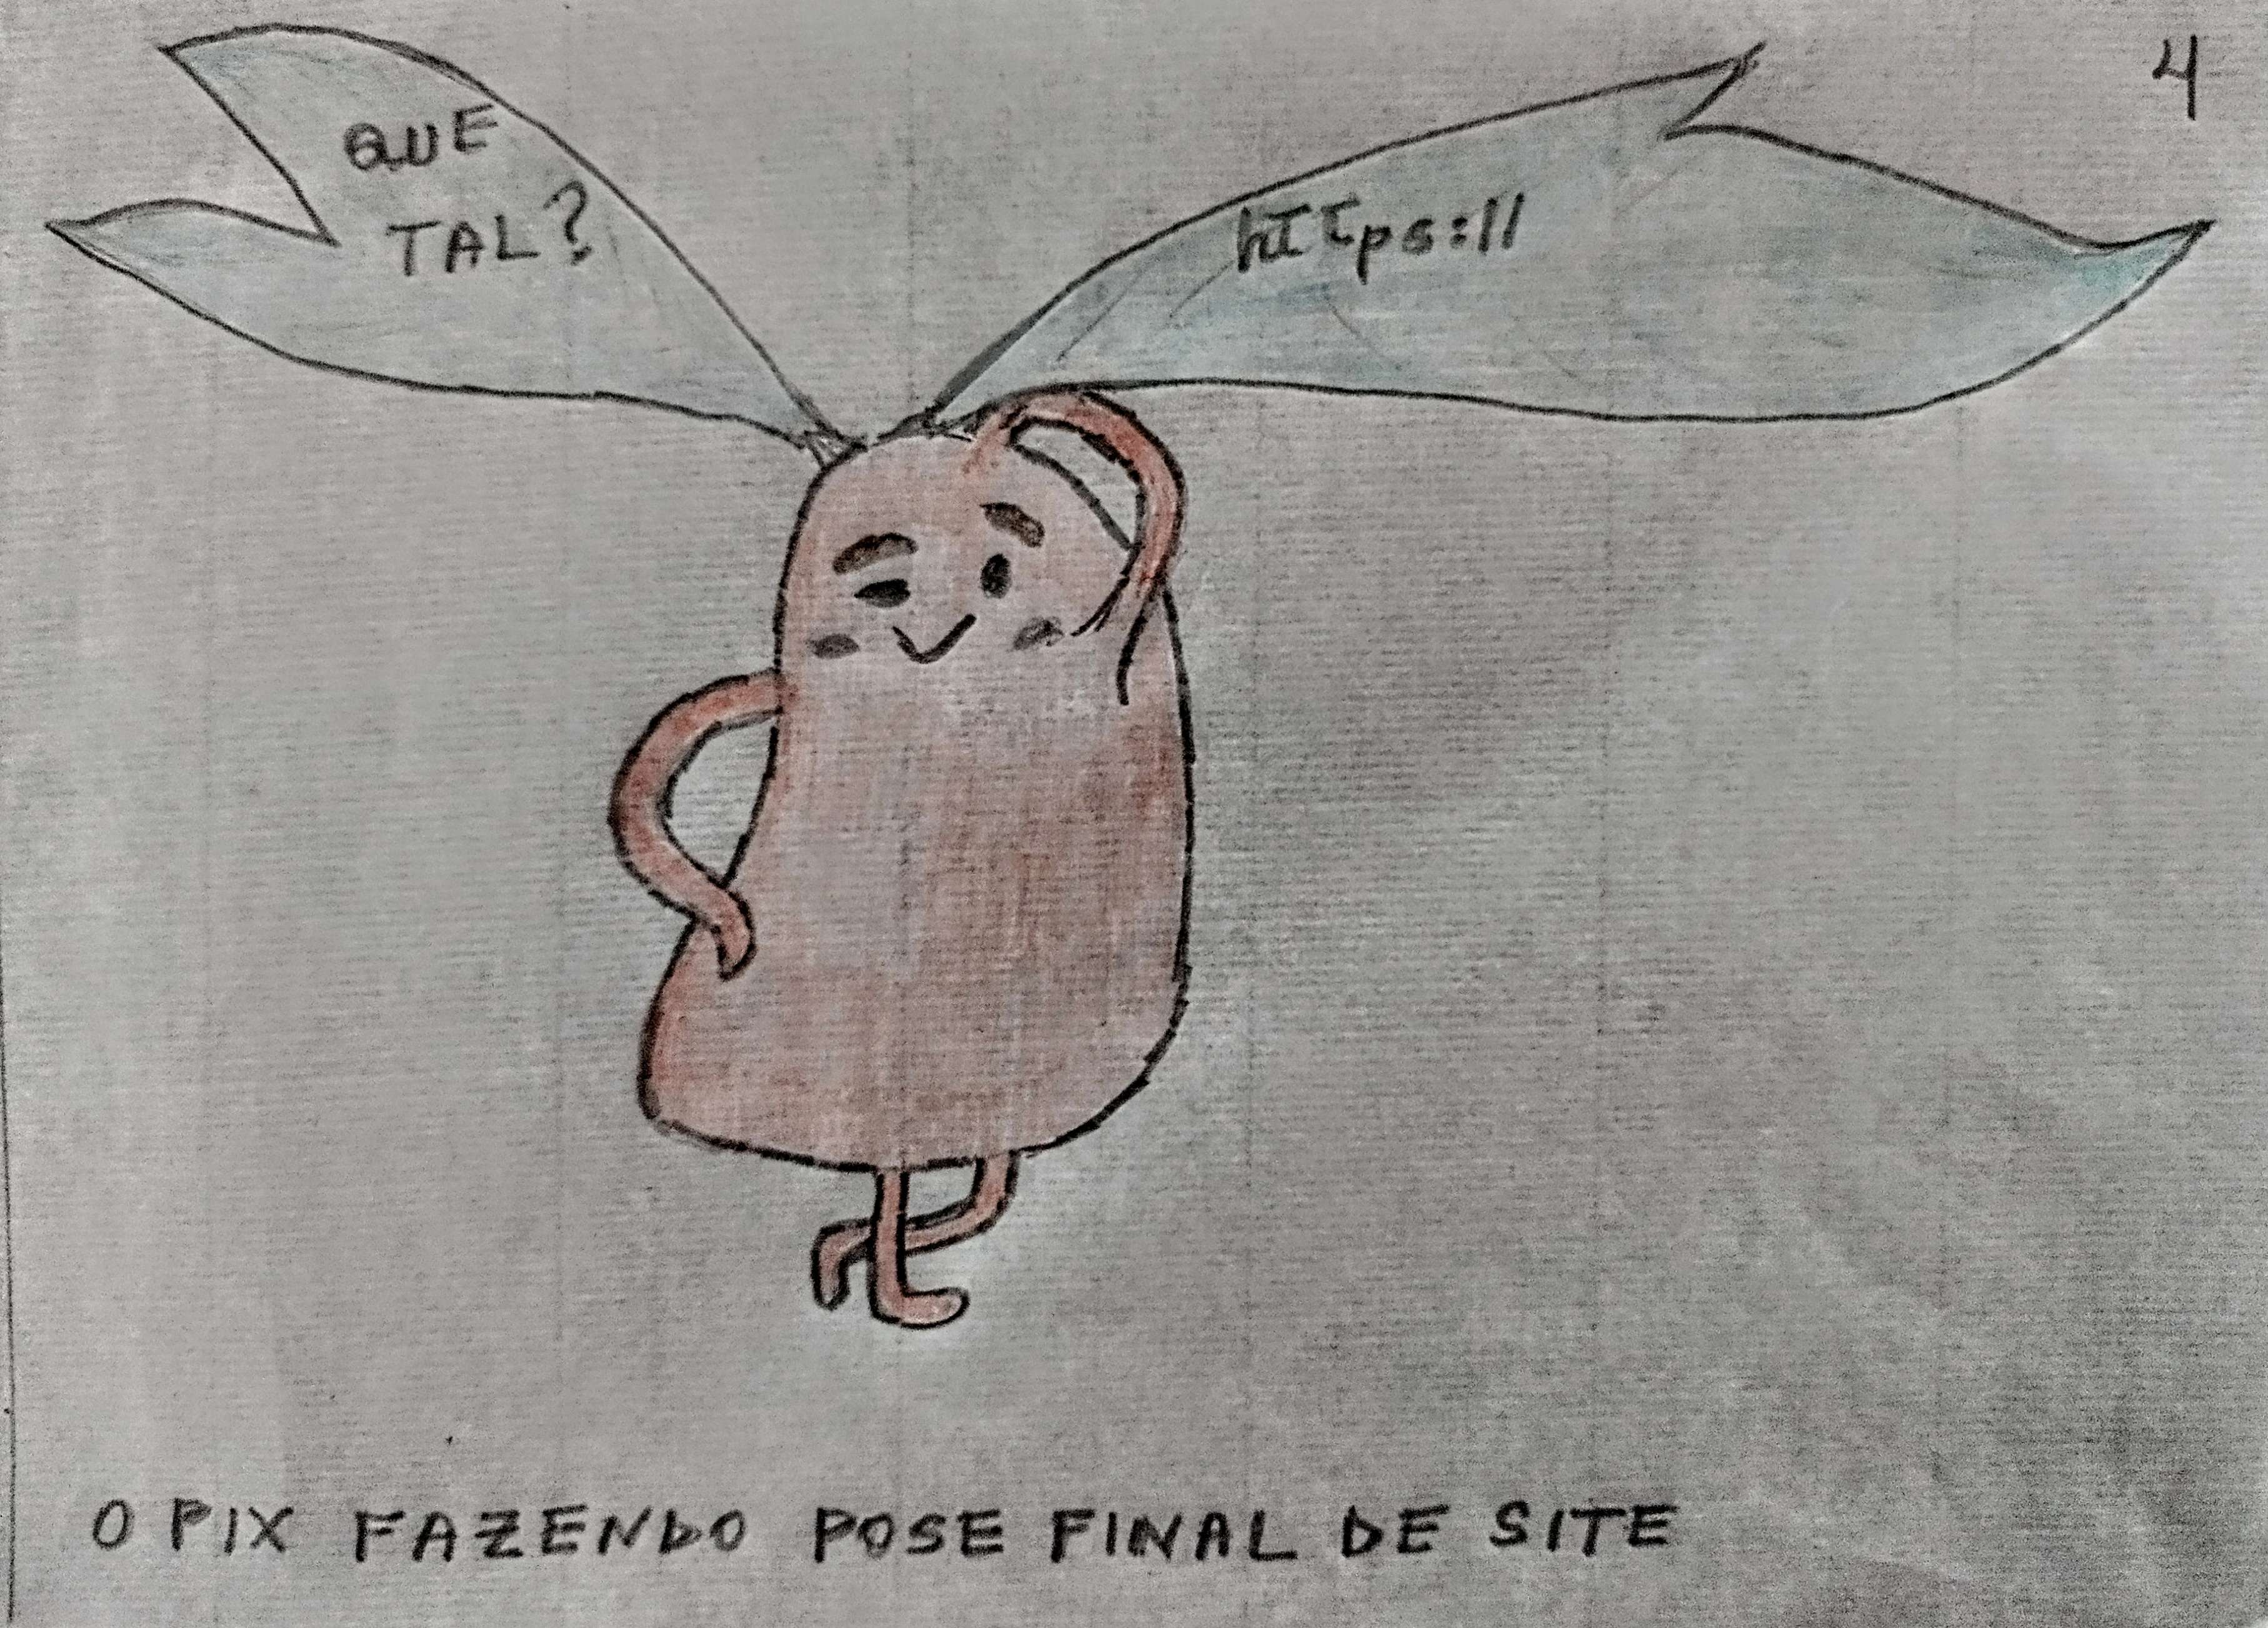 4
QUE
TAL?
https://
O PIX FAZENDO POSE FINAL DE SITE